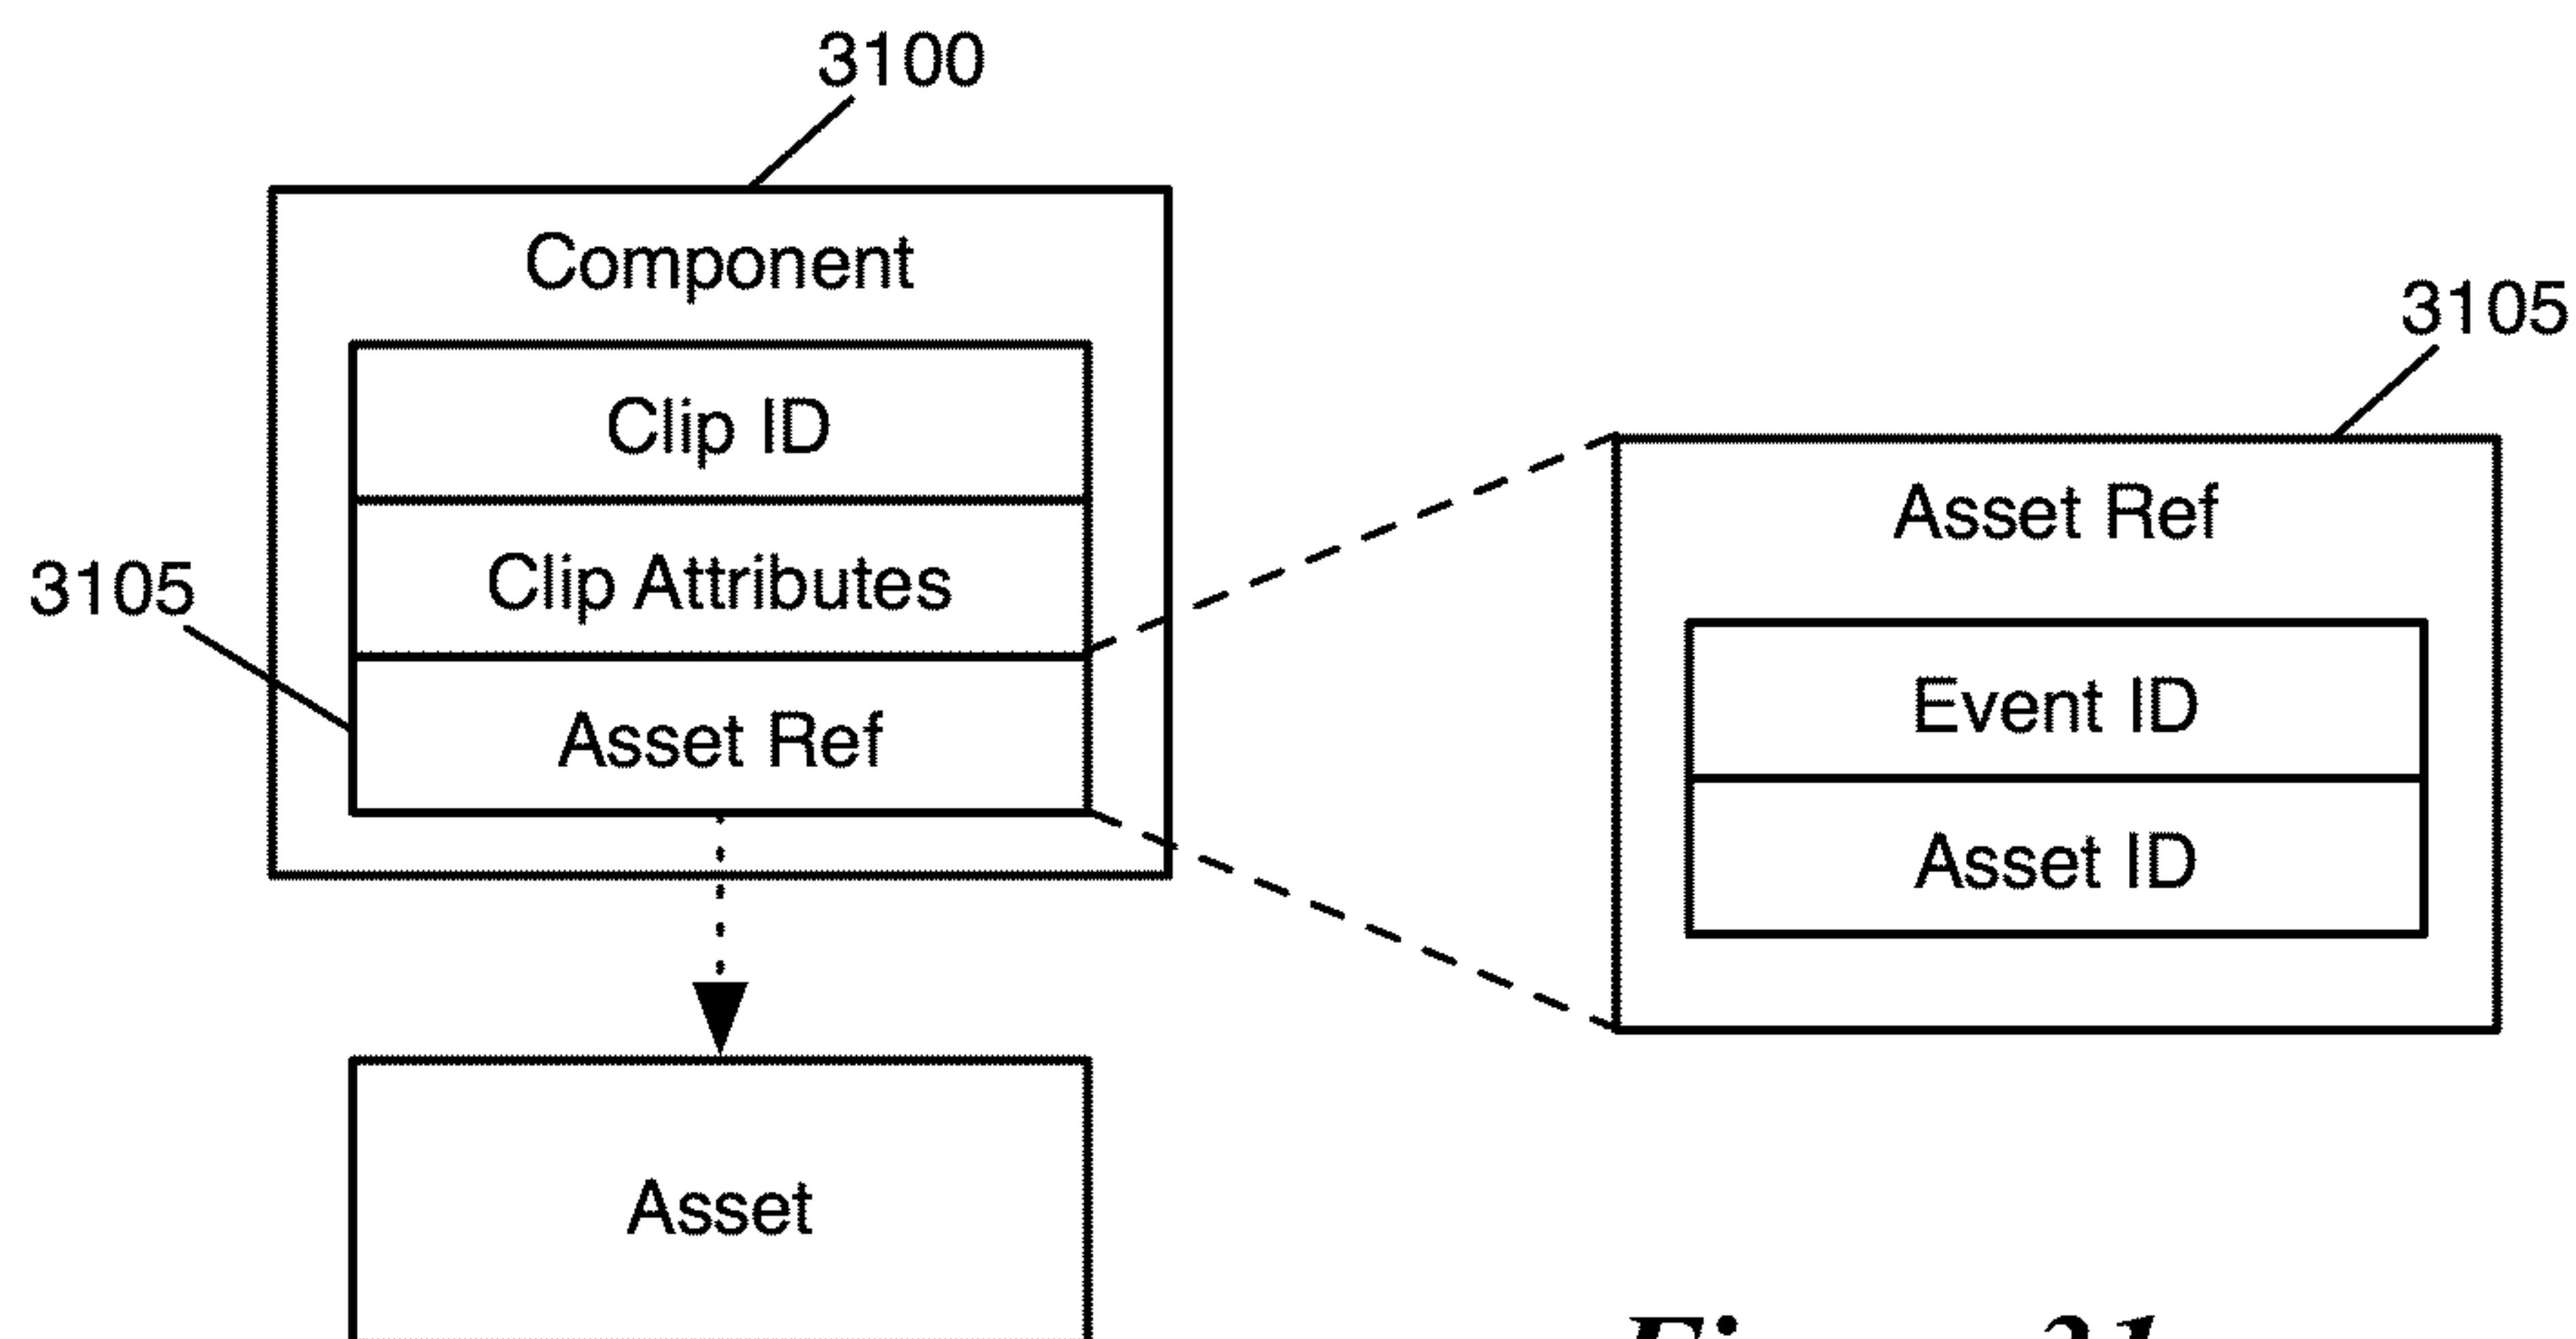 3100
Component
3105
Clip ID
Clip Attributes
3105
Asset Ref
Asset Ref
Event ID
Asset ID
Asset